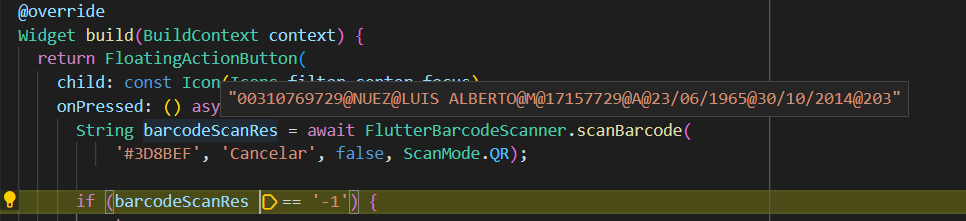 @override
Widget build(BuildContext context) {
return FloatingActionButton(
child: const Icon(Icons.filter_center_focus)
"00310769729@NUEZ@LUIS ALBERTO@M@17157729@A@23/06/1965@30/10/2014@203"
onPressed: () asy
String barcodeScanRes = await FlutterBarcodeScanner.scanBarcode(
'#3D8BEF', 'Cancelar', false, ScanMode.QR);
if (barcodeScanRes == '-1') {